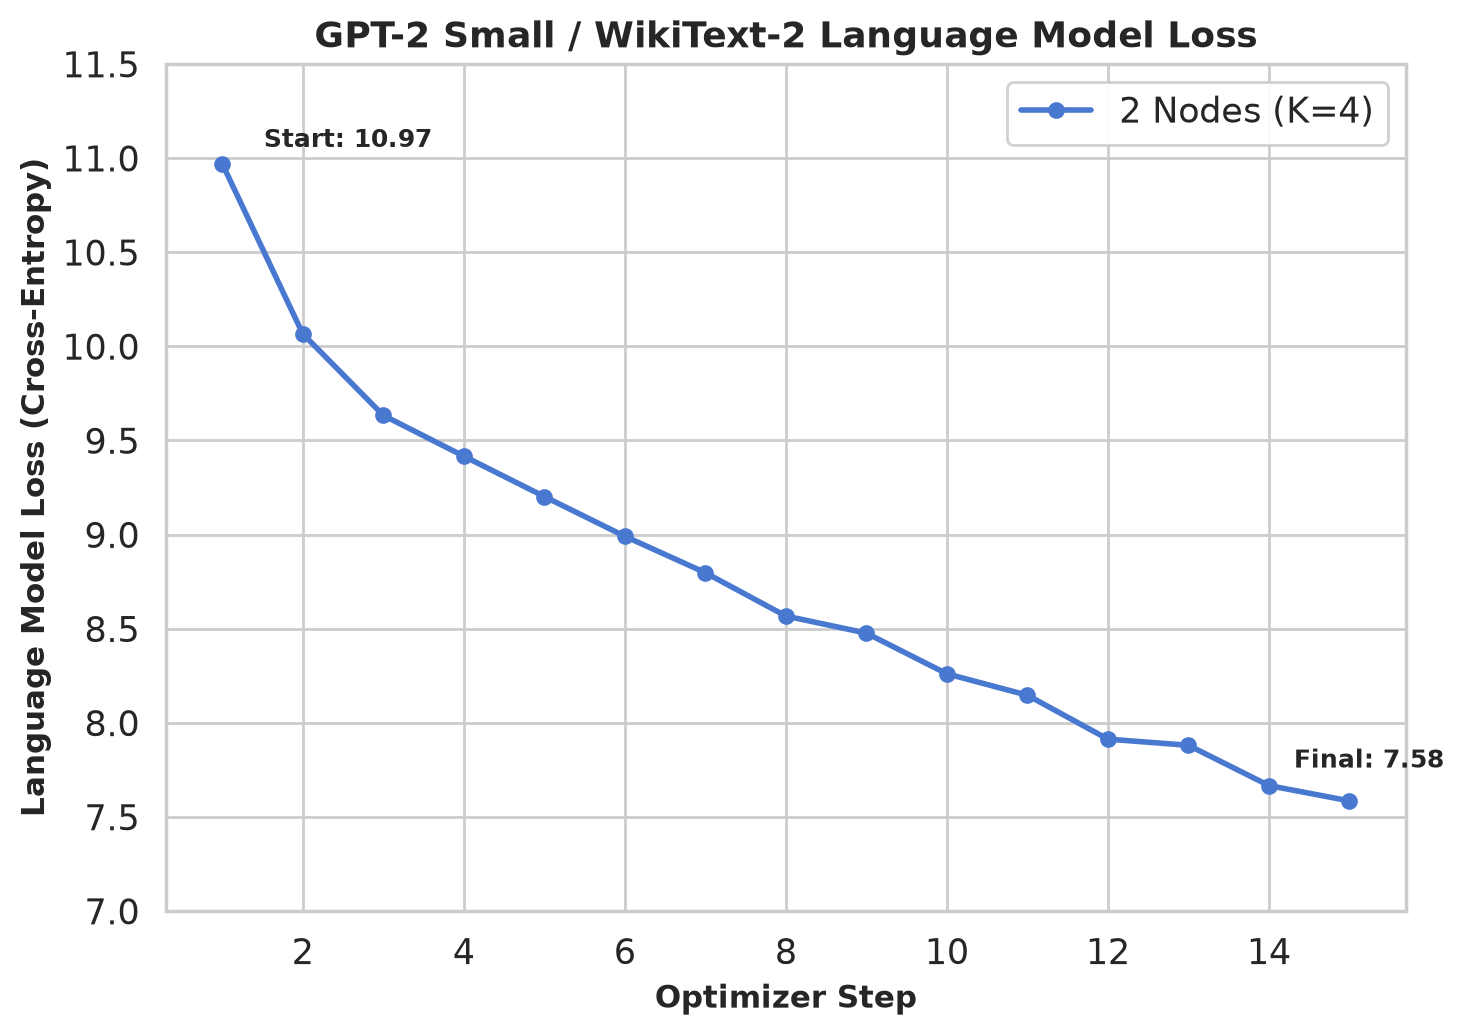 GPT-2 Small / WikiText-2 Language Model Loss
11.5
11.0
10.5
10.0
9.5
9.0
8.5
8.0
7.5
7.0
Language Model Loss (Cross-Entropy)
2 Nodes (K=4)
Start: 10.97
Final: 7.58
2 4 6 8 10 12 14
Optimizer Step